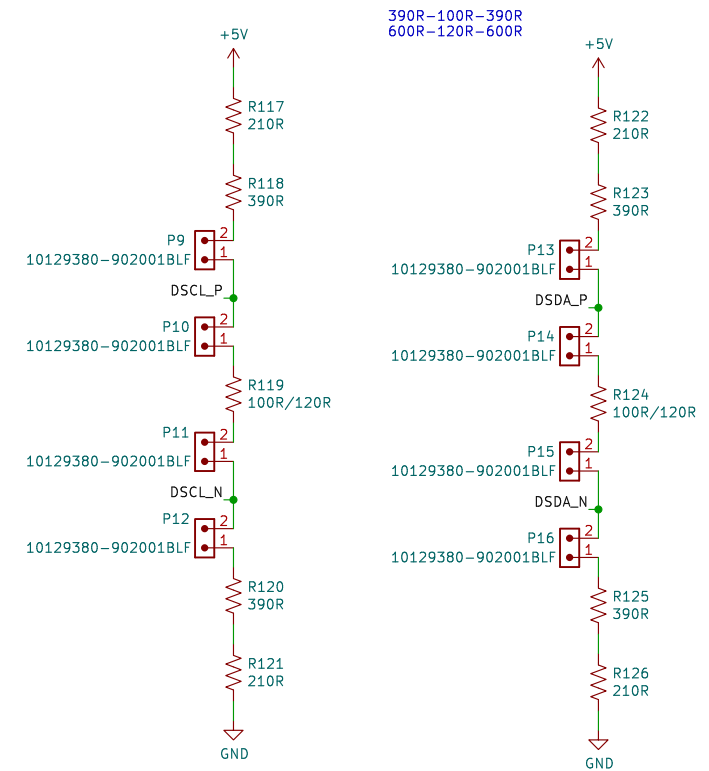 390R-100R-390R
600R-120R-600R
+5V
R117
210R
R118
390R
P9
2
1
10129380-902001BLF
DSCL_P
P10
2
1
10129380-902001BLF
R119
100R/120R
P11
2
1
10129380-902001BLF
DSCL_N
P12
2
1
10129380-902001BLF
R120
390R
R121
210R
GND
+5V
R122
210R
R123
390R
P13
2
1
10129380-902001BLF
DSDA_P
P14
2
1
10129380-902001BLF
R124
100R/120R
P15
2
1
10129380-902001BLF
DSDA_N
P16
2
1
10129380-902001BLF
R125
390R
R126
210R
GND